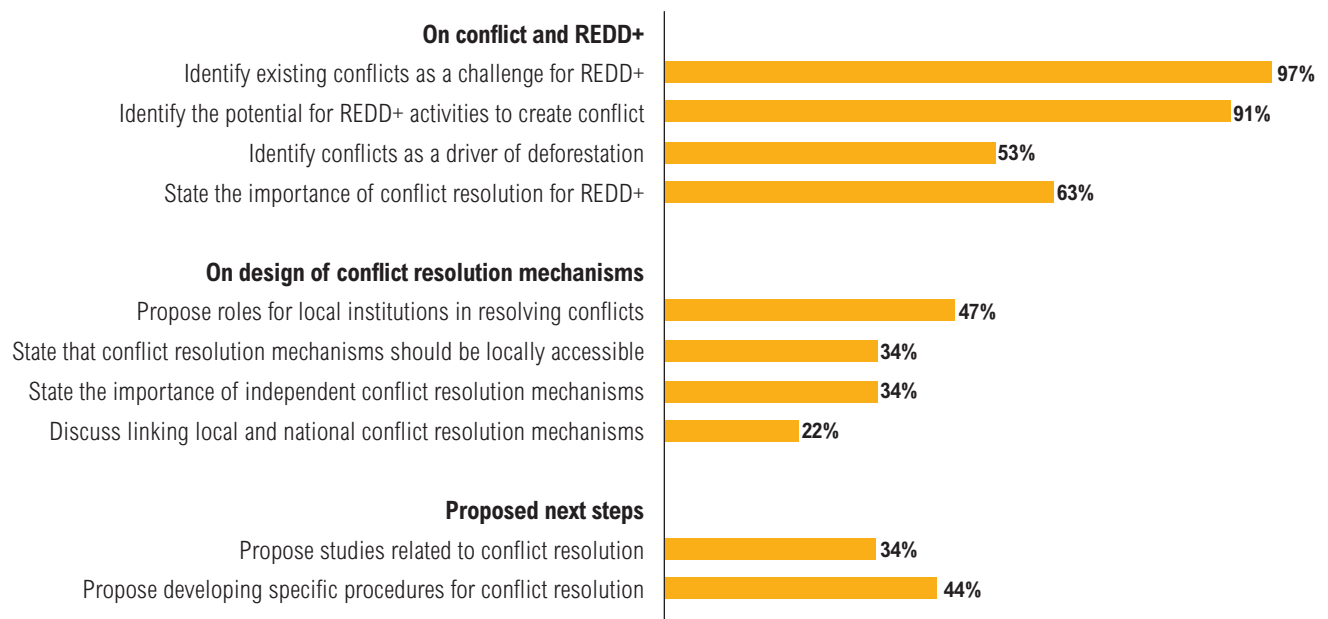 On conflict and REDD+
Identify existing conflicts as a challenge for REDD+ 97%
Identify the potential for REDD+ activities to create conflict 91%
Identify conflicts as a driver of deforestation 53%
State the importance of conflict resolution for REDD+ 63%
On design of conflict resolution mechanisms
Propose roles for local institutions in resolving conflicts 47%
State that conflict resolution mechanisms should be locally accessible 34%
State the importance of independent conflict resolution mechanisms 34%
Discuss linking local and national conflict resolution mechanisms 22%
Proposed next steps
Propose studies related to conflict resolution 34%
Propose developing specific procedures for conflict resolution 44%